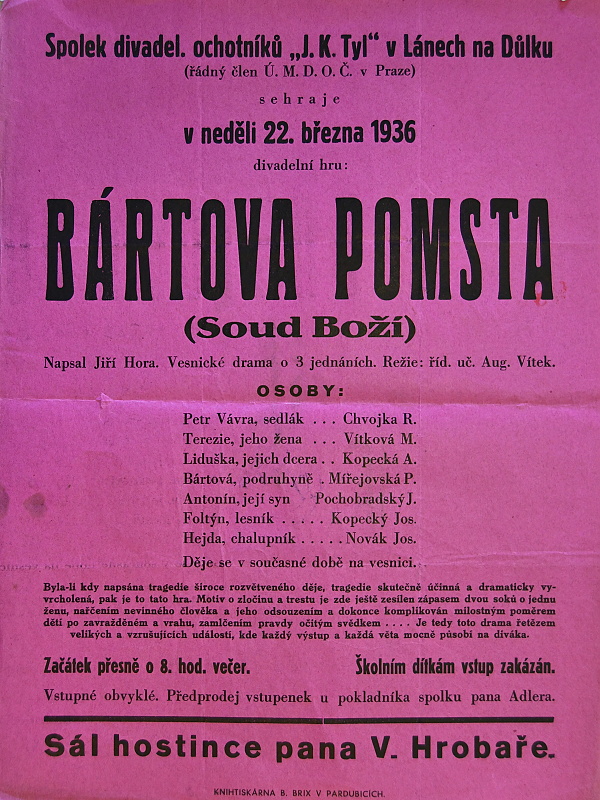 Spolek divadel. ochotníků „J. K. Tyl" v Lánech na Důlku
(řádný člen Ú. M. D. O. Č. v Praze)
sehraje
v neděli 22. března 1936
divadelní hru:
BÁRTOVA POMSTA
(Soud Boží)
Napsal Jiří Hora. Vesnické drama o 3 jednáních. Režie: říd. uč. Aug. Vítek.
OSOBY:
Petr Vávra, sedlák . . . Chvojka R.
Terezie, jeho žena . . . Vítková M.
Liduška, jejich dcera . . Kopecká A.
Bártová, podruhyně . Mířejovská P.
Antonín, její syn Pochobradský J.
Foltýn, lesník . . . . . Kopecký Jos.
Hejda, chalupník . . . . . Novák Jos.
Děje se v současné době na vesnici.
Byla-li kdy napsána tragedie široce rozvětveného děje, tragedie skutečně účinná a dramaticky vy-
vrcholená, pak je to tato hra. Motiv o zločinu a trestu je zde ještě zesílen zápasem dvou soků o jednu
ženu, nařčením nevinného člověka a jeho odsouzením a dokonce komplikován milostným poměrem
dětí po zavražděném a vrahu, zamlčením pravdy očitým svědkem . . . . Je tedy toto drama řetězem
velikých a vzrušujících událostí, kde každý výstup a každá věta mocně působí na diváka.
Začátek přesně o 8. hod. večer. Školním dítkám vstup zakázán.
Vstupné obvyklé. Předprodej vstupenek u pokladníka spolku pana Adlera.
Sál hostince pana V. Hrobaře.
KNIHTISKÁRNA B. BRIX V PARDUBICÍCH.